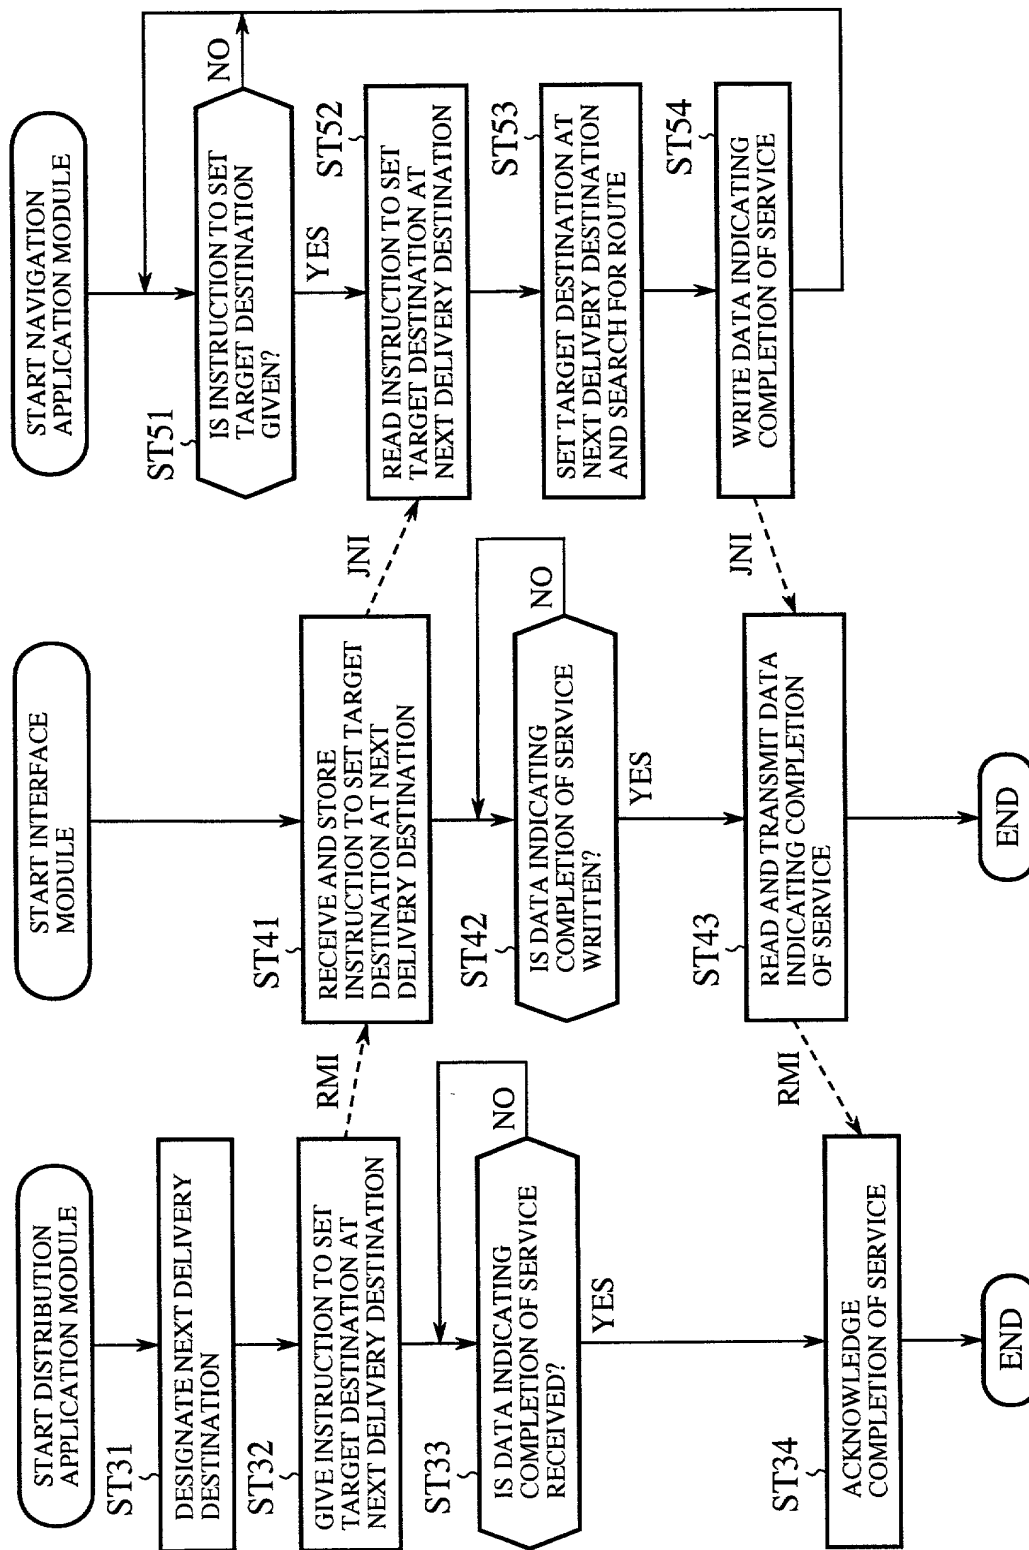 START DISTRIBUTION
APPLICATION MODULE
ST31
DESIGNATE NEXT DELIVERY
DESTINATION
ST32
GIVE INSTRUCTION TO SET
TARGET DESTINATION AT
NEXT DELIVERY DESTINATION
RMI
ST33
IS DATA INDICATING
COMPLETION OF SERVICE
RECEIVED?
NO
YES
ST34
ACKNOWLEDGE
COMPLETION OF SERVICE
END
START INTERFACE
MODULE
ST41
RECEIVE AND STORE
INSTRUCTION TO SET TARGET
DESTINATION AT NEXT
DELIVERY DESTINATION
JNI
ST42
IS DATA INDICATING
COMPLETION OF SERVICE
WRITTEN?
NO
YES
ST43
READ AND TRANSMIT DATA
INDICATING COMPLETION
OF SERVICE
RMI
END
START NAVIGATION
APPLICATION MODULE
ST51
IS INSTRUCTION TO SET
TARGET DESTINATION
GIVEN?
NO
YES
ST52
READ INSTRUCTION TO SET
TARGET DESTINATION AT
NEXT DELIVERY DESTINATION
ST53
SET TARGET DESTINATION AT
NEXT DELIVERY DESTINATION
AND SEARCH FOR ROUTE
ST54
WRITE DATA INDICATING
COMPLETION OF SERVICE
JNI